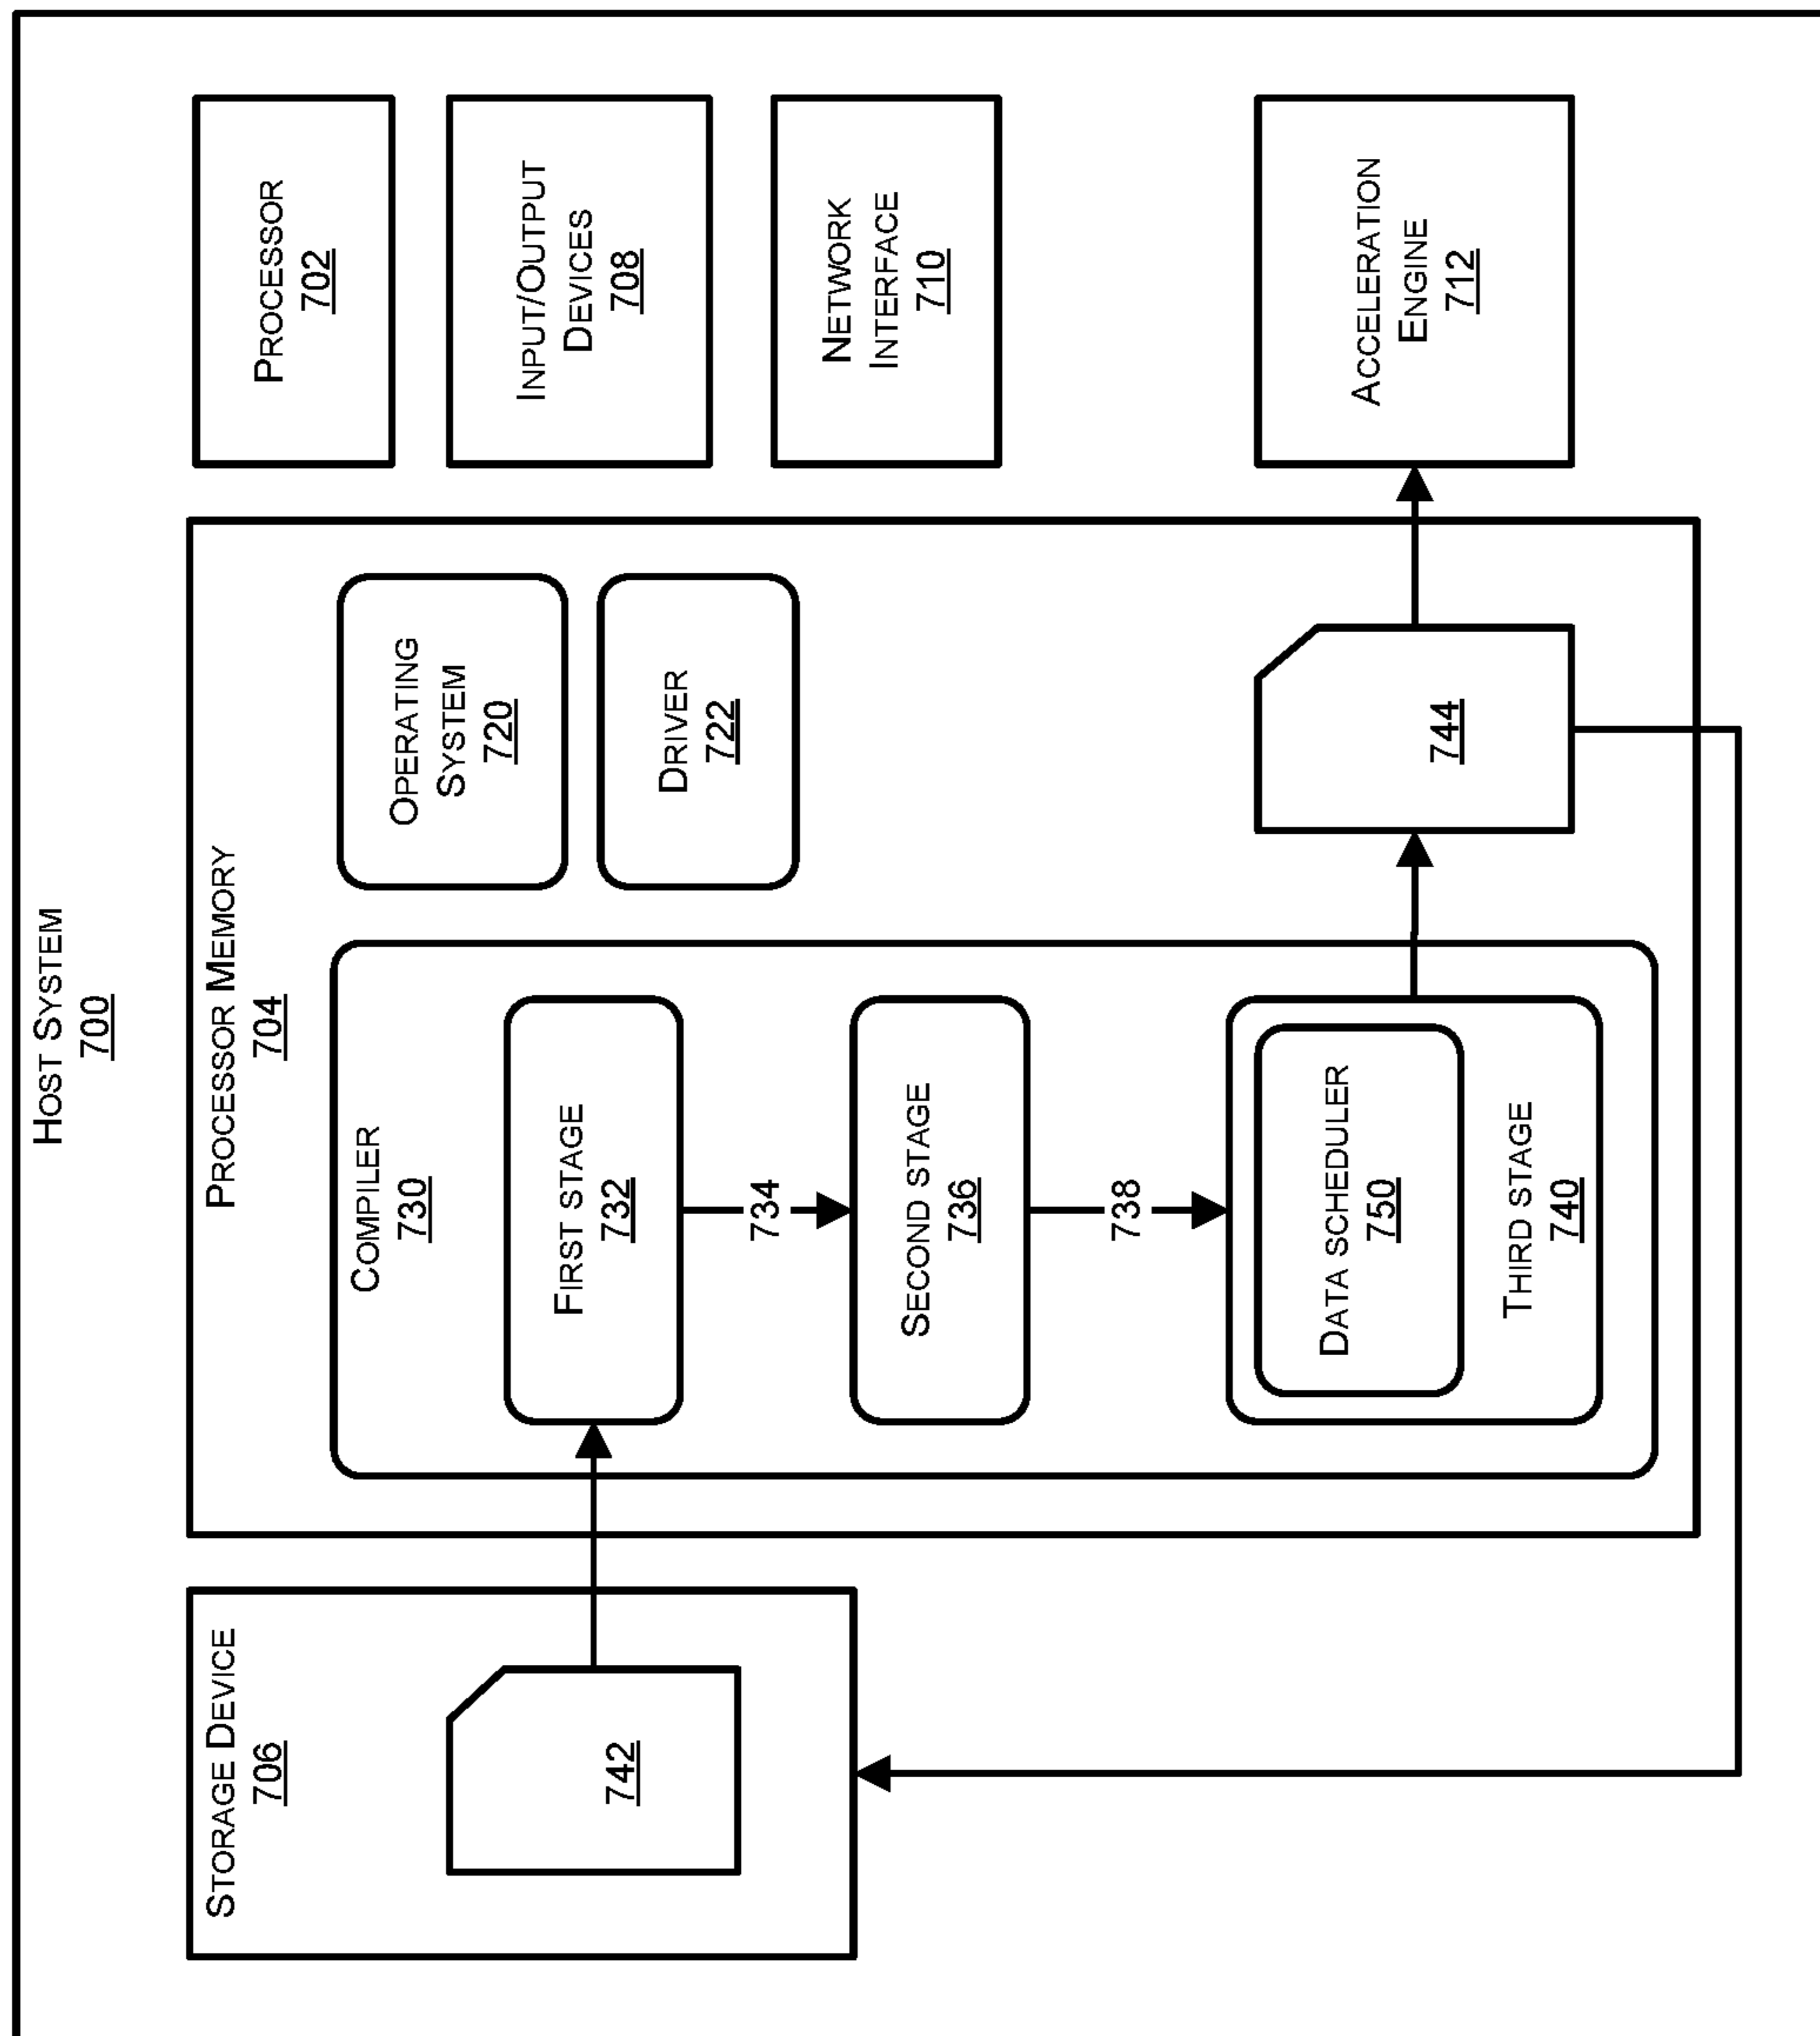 HOST SYSTEM
700
STORAGE DEVICE
706
742
PROCESSOR MEMORY
704
COMPILER
730
FIRST STAGE
732
734
SECOND STAGE
736
738
DATA SCHEDULER
750
THIRD STAGE
740
OPERATING
SYSTEM
720
DRIVER
722
744
PROCESSOR
702
INPUT/OUTPUT
DEVICES
708
NETWORK
INTERFACE
710
ACCELERATION
ENGINE
712